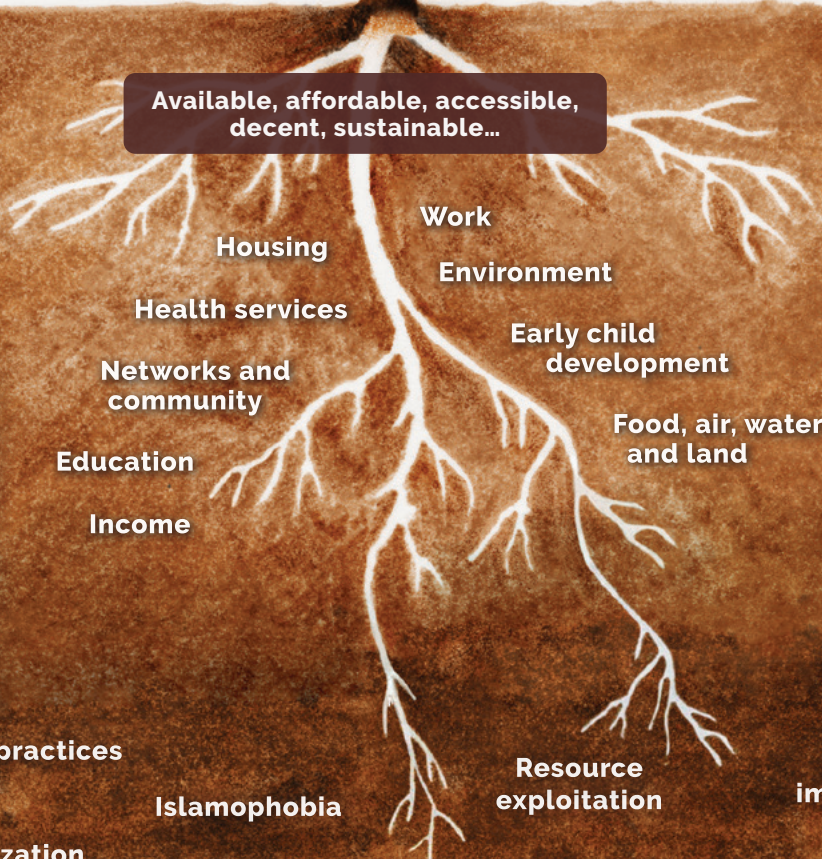 Available, affordable, accessible,
decent, sustainable...
Work
Housing
Environment
Health services
Early child
development
Networks and
community
Food, air, water
and land
Education
Income
practices
Resource
exploitation
Islamophobia